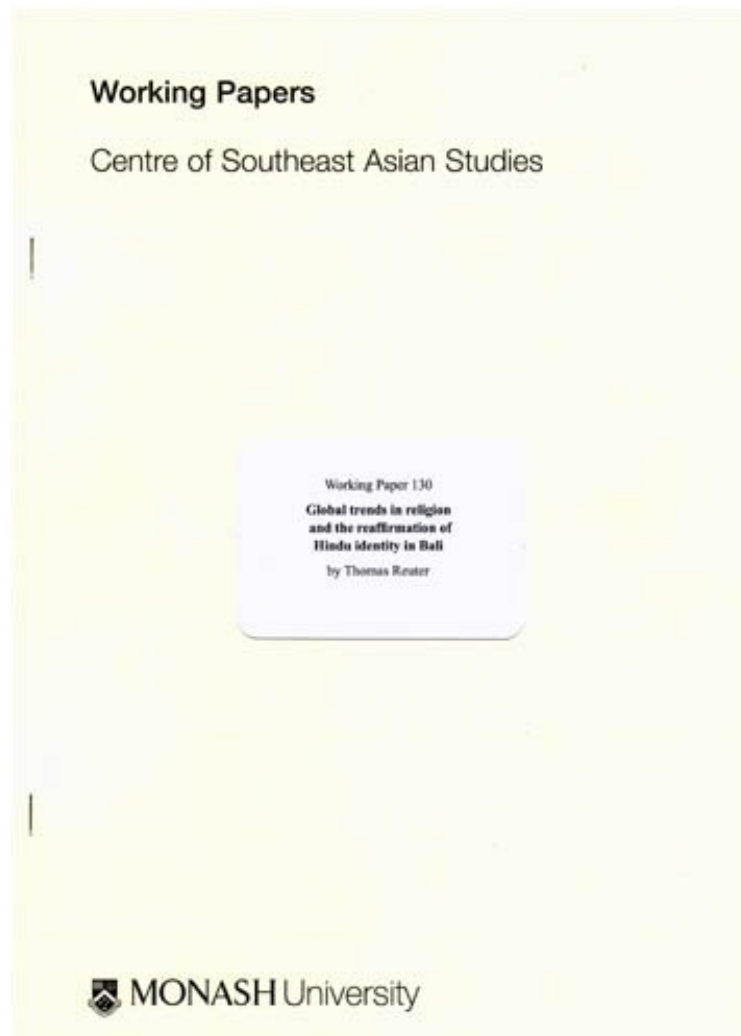 Working Papers
Centre of Southeast Asian Studies
Working Paper 130
Global trends in religion
and the reaffirmation of
Hindu identity in Bali
by Thomas Reuter
MONASH University